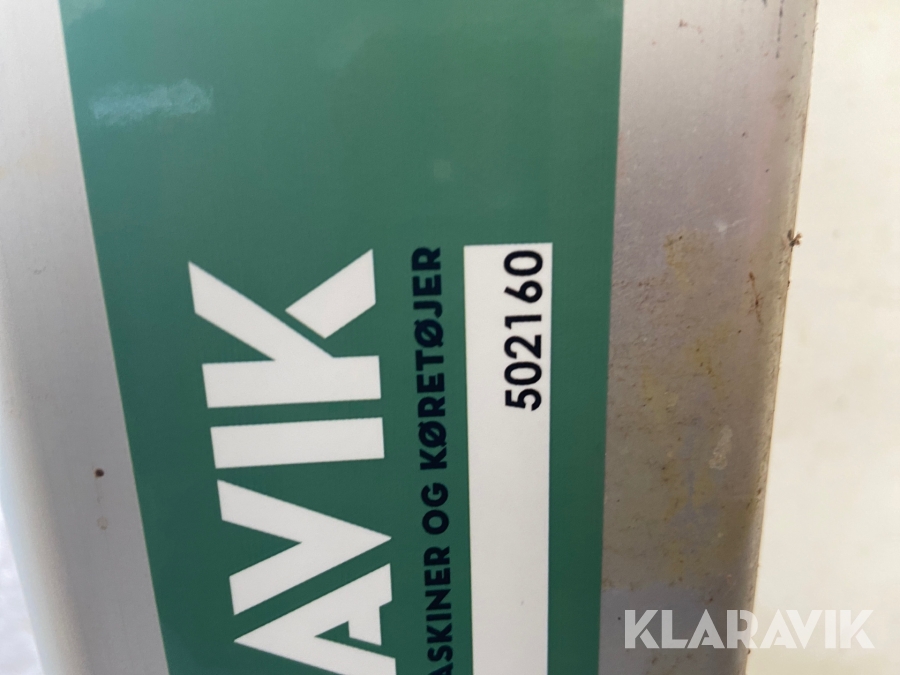 AVIK
ASKINER OG KØRETØJER
502160
KLARAVIK